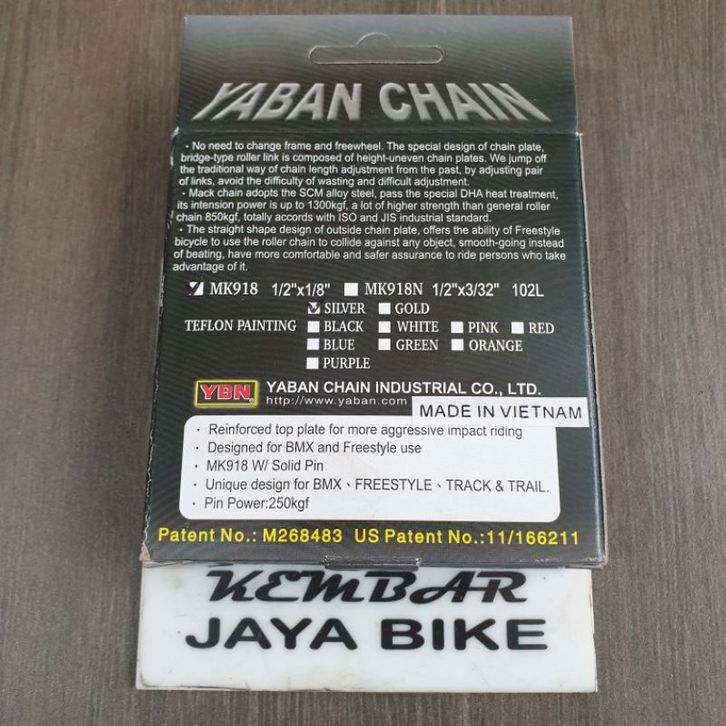 YABAN CHAIN
· No need to change frame and freewheel. The special design of chain plate,
bridge-type roller link is composed of height-uneven chain plates. We jump off
the traditional way of chain length adjustment from the past, by adjusting pair
of links, avoid the difficulty of wasting and difficult adjustment.
· Mack chain adopts the SCM alloy steel, pass the special DHA heat treatment,
its intension power is up to 1300kgf, a lot of higher strength than general roller
chain 850kgf, totally accords with ISO and JIS industrial standard.
· The straight shape design of outside chain plate, offers the ability of Freestyle
bicycle to use the roller chain to collide against any object, smooth-going instead
of beating, have more comfortable and safer assurance to ride persons who take
advantage of it.
MK918 1/2"x1/8" MK918N 1/2"x3/32" 102L
SILVER GOLD
TEFLON PAINTING BLACK WHITE PINK RED
BLUE GREEN ORANGE
PURPLE
YBN YABAN CHAIN INDUSTRIAL CO., LTD.
http://www.yaban.com
MADE IN VIETNAM
· Reinforced top plate for more aggressive impact riding
· Designed for BMX and Freestyle use
· MK918 W/ Solid Pin
· Unique design for BMX、FREESTYLE、TRACK & TRAIL.
· Pin Power:250kgf
Patent No.: M268483 US Patent No.:11/166211
KEMBAR
JAYA BIKE